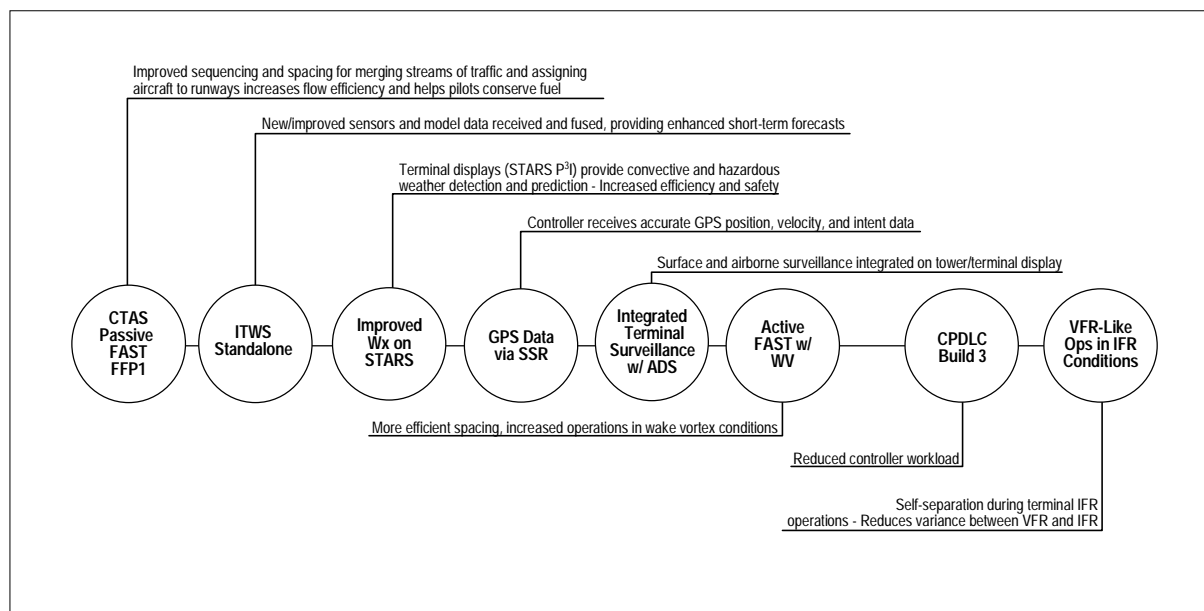 Improved sequencing and spacing for merging streams of traffic and assigning
aircraft to runways increases flow efficiency and helps pilots conserve fuel
New/improved sensors and model data received and fused, providing enhanced short-term forecasts
Terminal displays (STARS P³I) provide convective and hazardous
weather detection and prediction - Increased efficiency and safety
Controller receives accurate GPS position, velocity, and intent data
Surface and airborne surveillance integrated on tower/terminal display
CTAS
Passive
FAST
FFP1
ITWS
Standalone
Improved
Wx on
STARS
GPS Data
via SSR
Integrated
Terminal
Surveillance
w/ ADS
Active
FAST w/
WV
CPDLC
Build 3
VFR-Like
Ops in IFR
Conditions
More efficient spacing, increased operations in wake vortex conditions
Reduced controller workload
Self-separation during terminal IFR
operations - Reduces variance between VFR and IFR